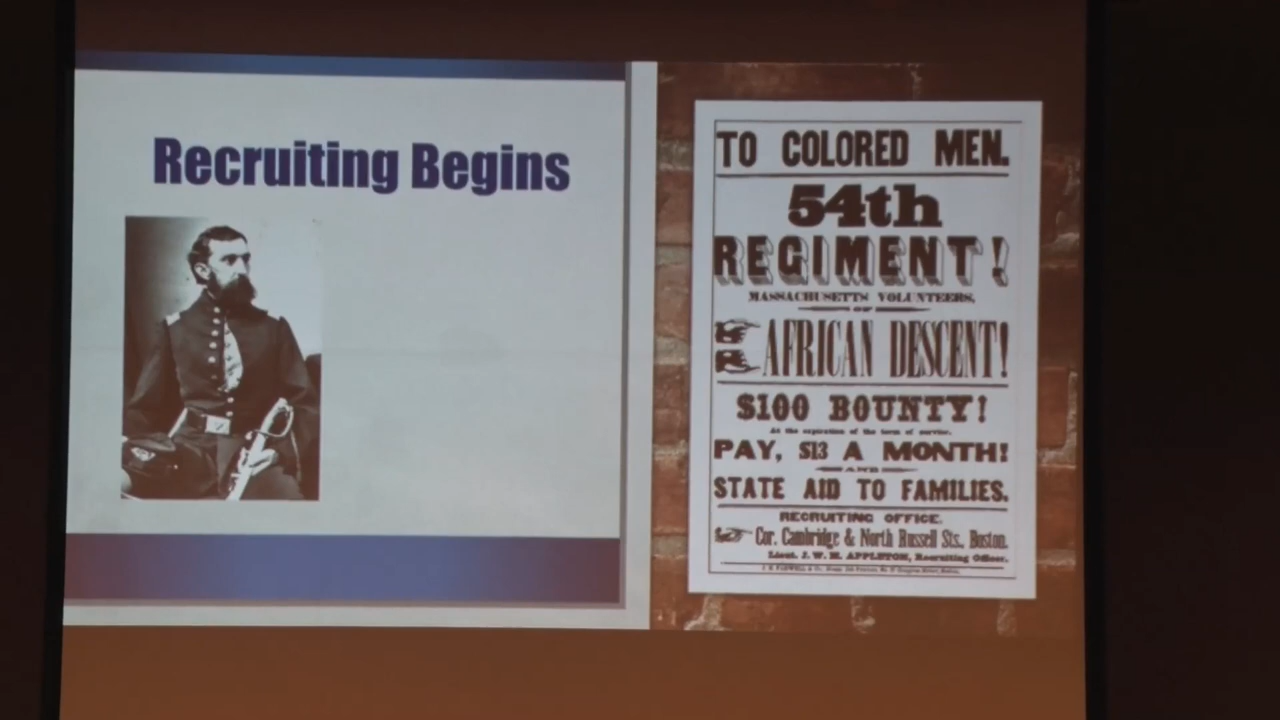 Recruiting Begins
TO COLORED MEN.
54th
REGIMENT!
MASSACHUSETTS VOLUNTEERS,
OF
AFRICAN DESCENT!
$100 BOUNTY!
At the expiration of the term of service.
PAY, $13 A MONTH!
AND
STATE AID TO FAMILIES.
RECRUITING OFFICE,
Cor. Cambridge & North Russell Sts., Boston.
Lieut. J. W. M. APPLETON, Recruiting Officer.